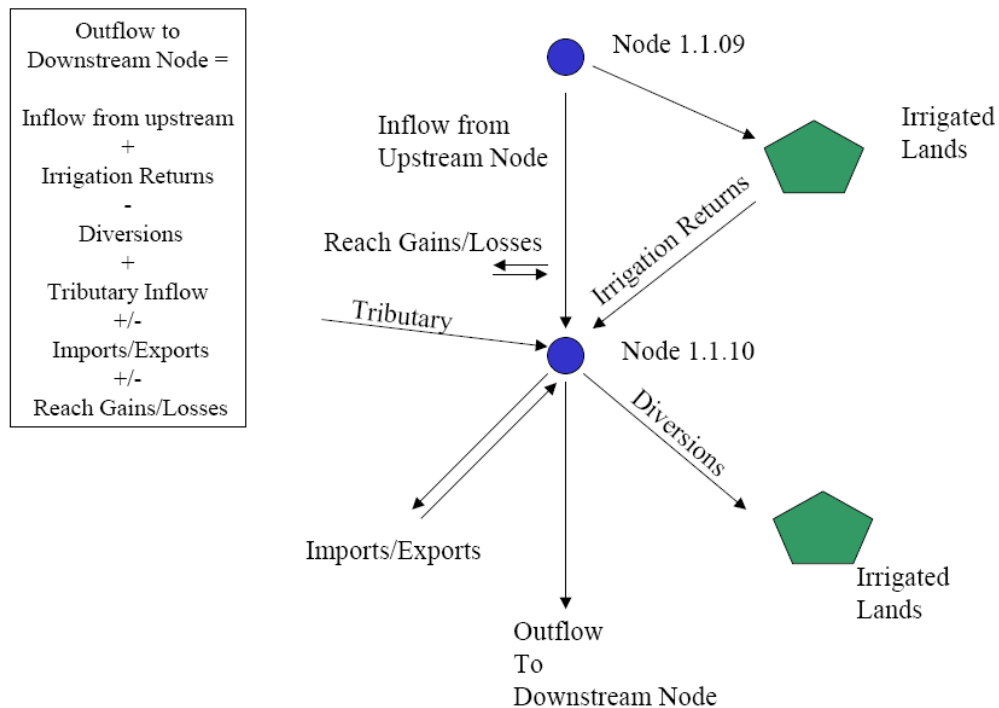 Outflow to
Downstream Node =
Inflow from upstream
+
Irrigation Returns
-
Diversions
+
Tributary Inflow
+/-
Imports/Exports
+/-
Reach Gains/Losses
Node 1.1.09
Inflow from
Upstream Node
Irrigated
Lands
Reach Gains/Losses
Irrigation Returns
Tributary
Node 1.1.10
Diversions
Imports/Exports
Irrigated
Lands
Outflow
To
Downstream Node